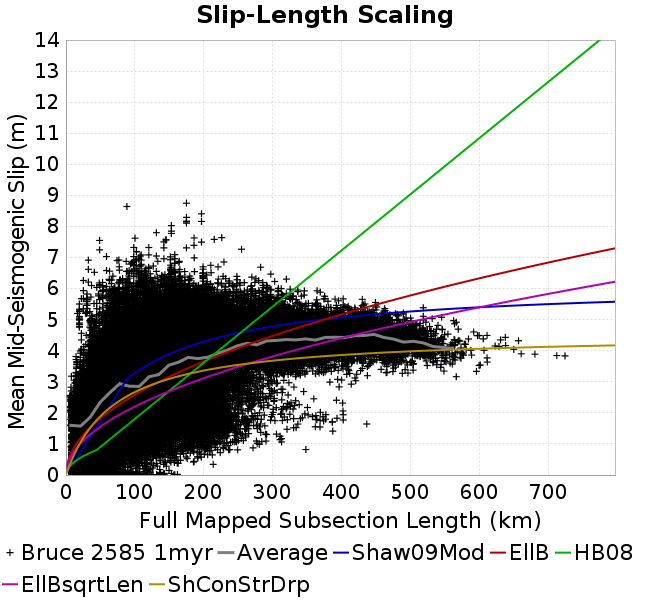 Slip-Length Scaling
Mean Mid-Seismogenic Slip (m)
14
13
12
11
10
9
8
7
6
5
4
3
2
1
0
0 100 200 300 400 500 600 700
Full Mapped Subsection Length (km)
Bruce 2585 1myr Average Shaw09Mod EllB HB08
EllBsqrtLen ShConStrDrp